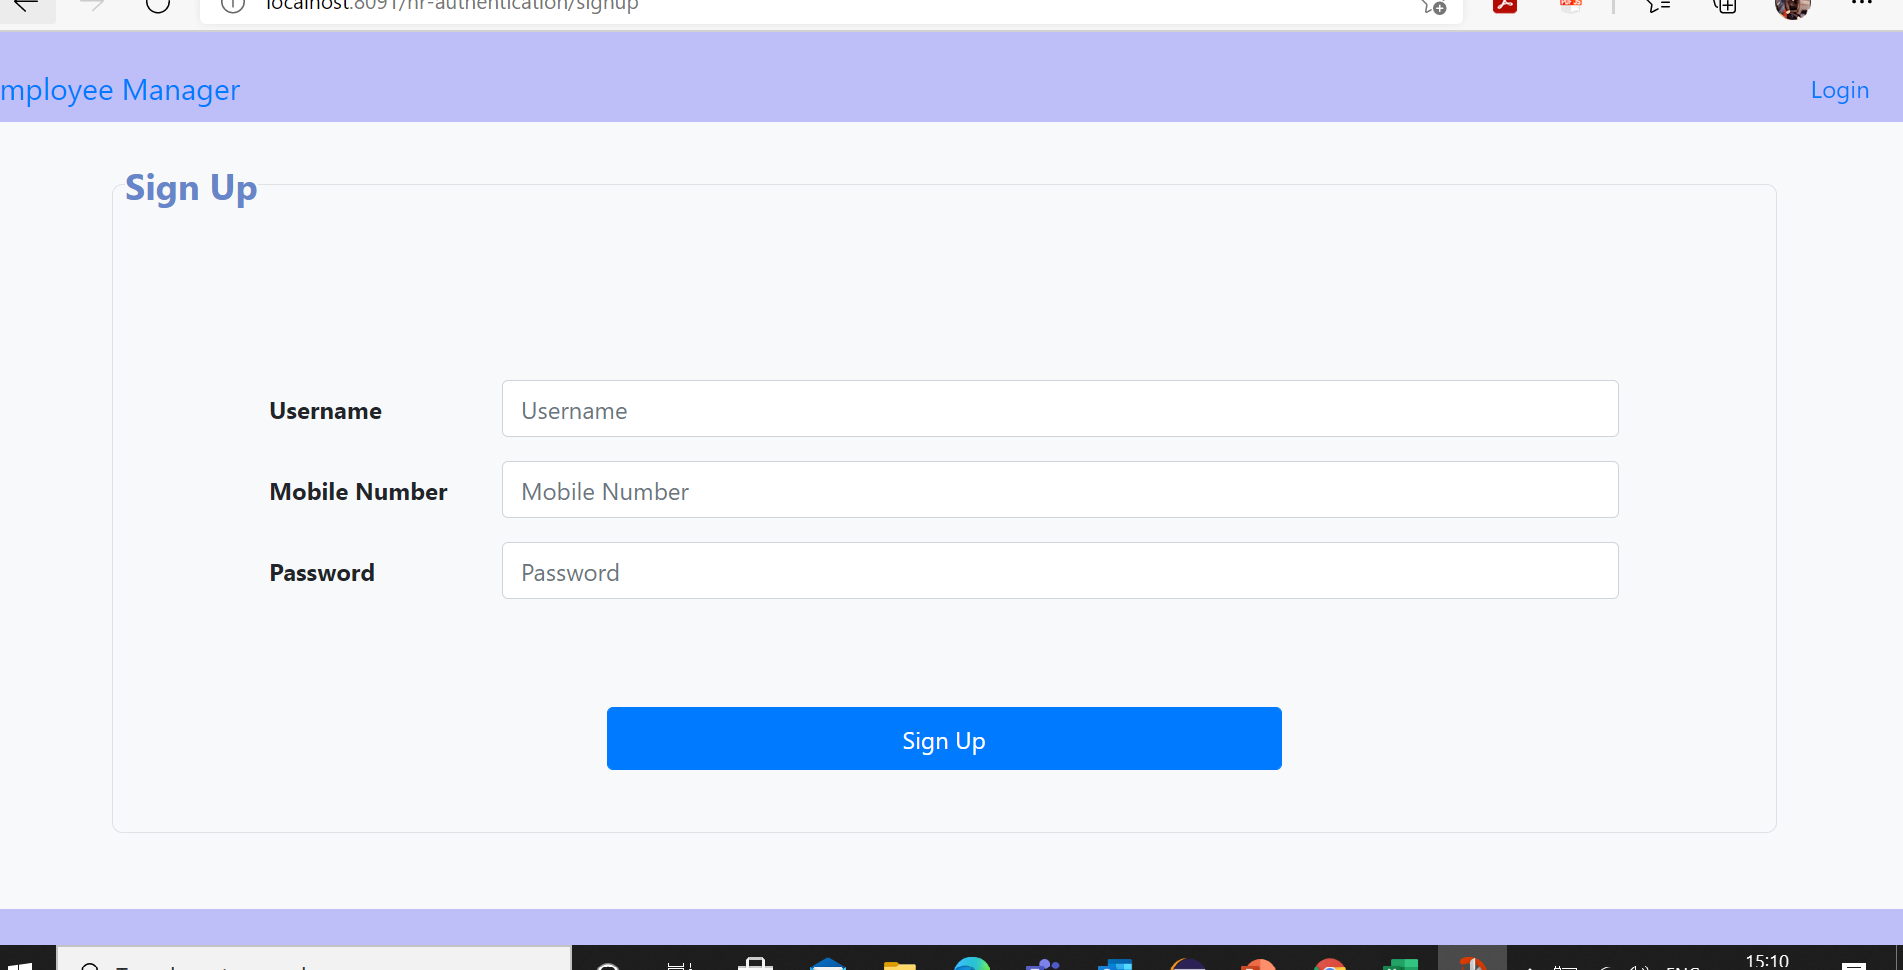 localhost:8091/hr-authentication/signup
mployee Manager
Login
Sign Up
Username
Username
Mobile Number
Mobile Number
Password
Password
Sign Up
15:10